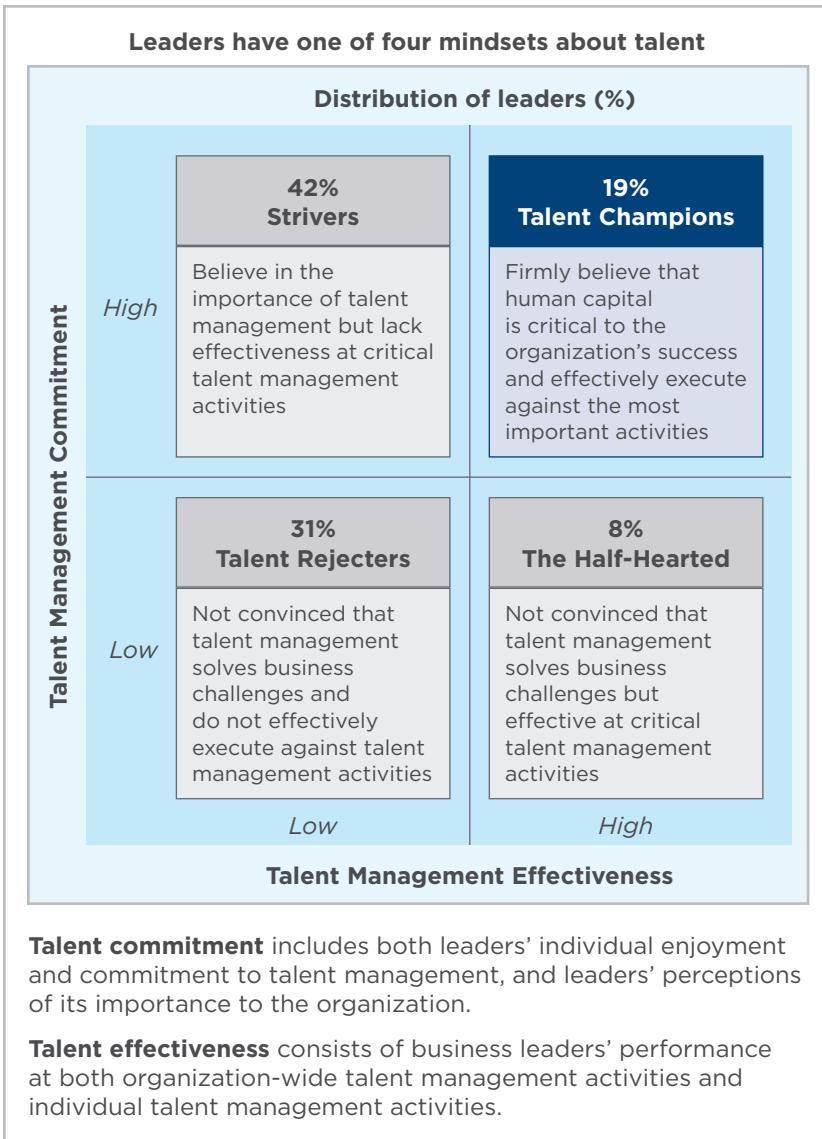 Leaders have one of four mindsets about talent
Distribution of leaders (%)
Talent Management Commitment
High
42%
Strivers
Believe in the
importance of talent
management but lack
effectiveness at critical
talent management
activities
19%
Talent Champions
Firmly believe that
human capital
is critical to the
organization’s success
and effectively execute
against the most
important activities
Low
31%
Talent Rejecters
Not convinced that
talent management
solves business
challenges and
do not effectively
execute against talent
management activities
8%
The Half-Hearted
Not convinced that
talent management
solves business
challenges but
effective at critical
talent management
activities
Low
High
Talent Management Effectiveness
Talent commitment includes both leaders’ individual enjoyment
and commitment to talent management, and leaders’ perceptions
of its importance to the organization.
Talent effectiveness consists of business leaders’ performance
at both organization-wide talent management activities and
individual talent management activities.